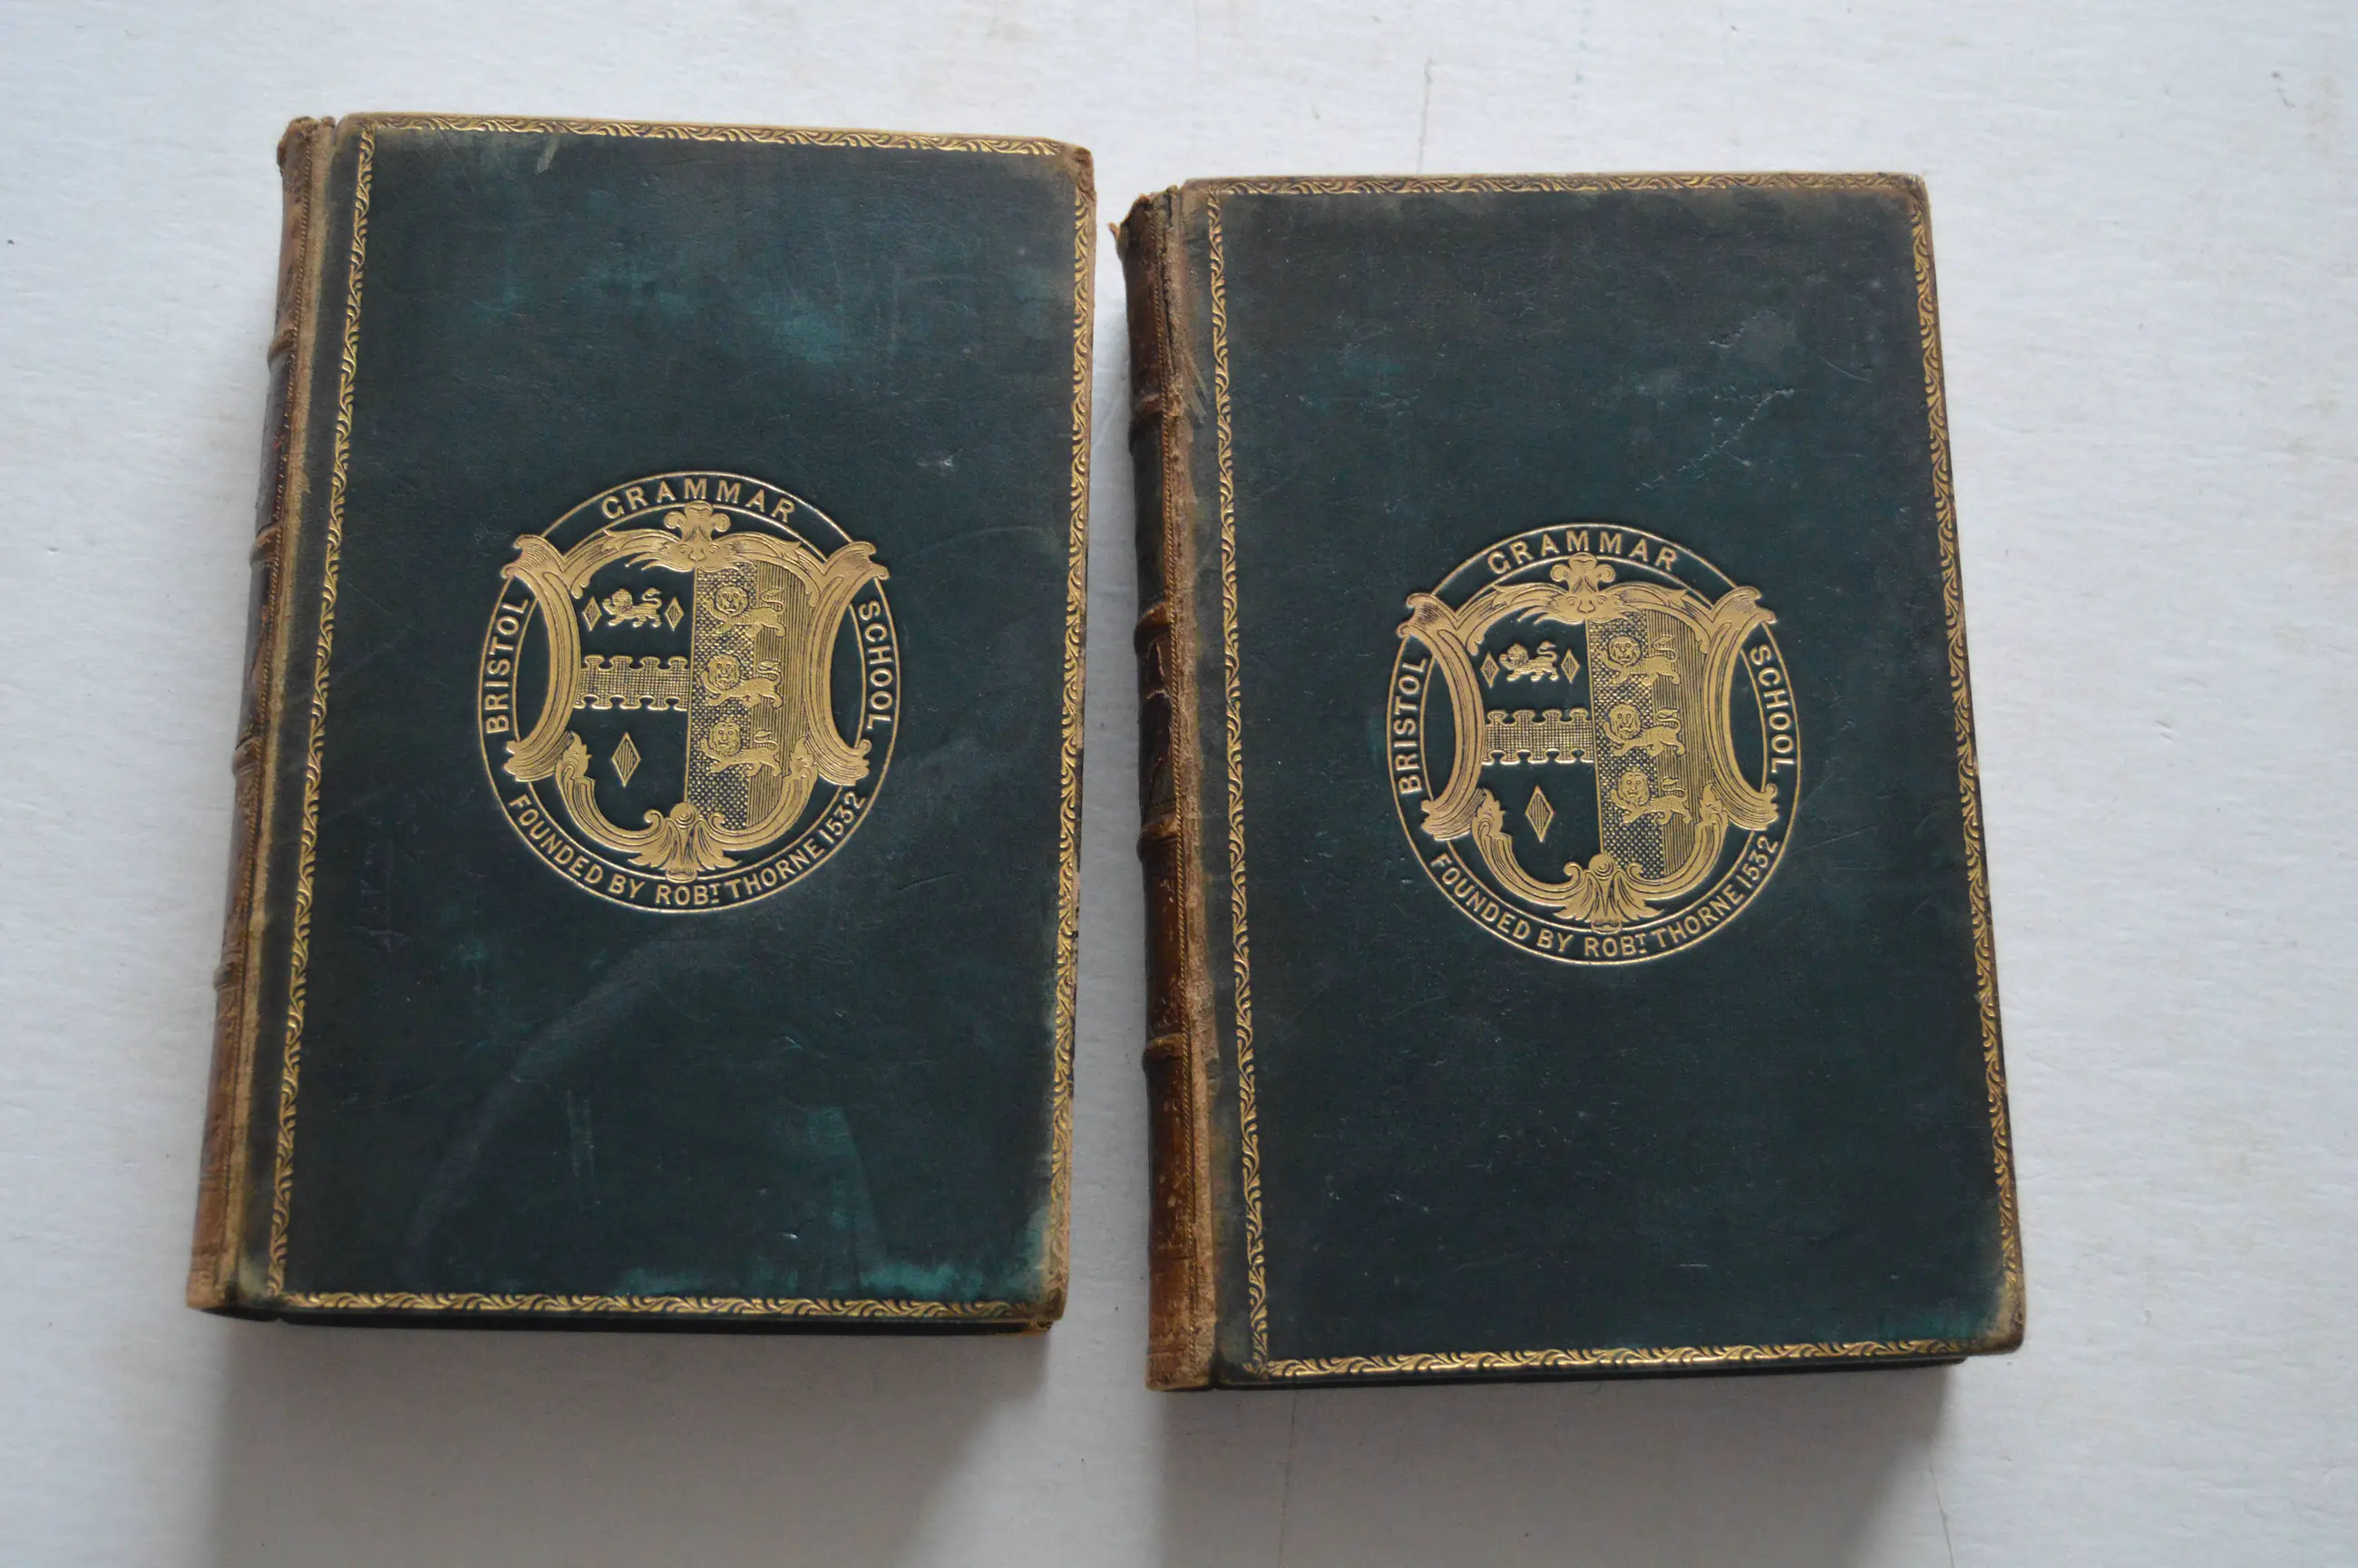 BRISTOL GRAMMAR SCHOOL
FOUNDED BY ROBT. THORNE 1532
BRISTOL GRAMMAR SCHOOL
FOUNDED BY ROBT. THORNE 1532